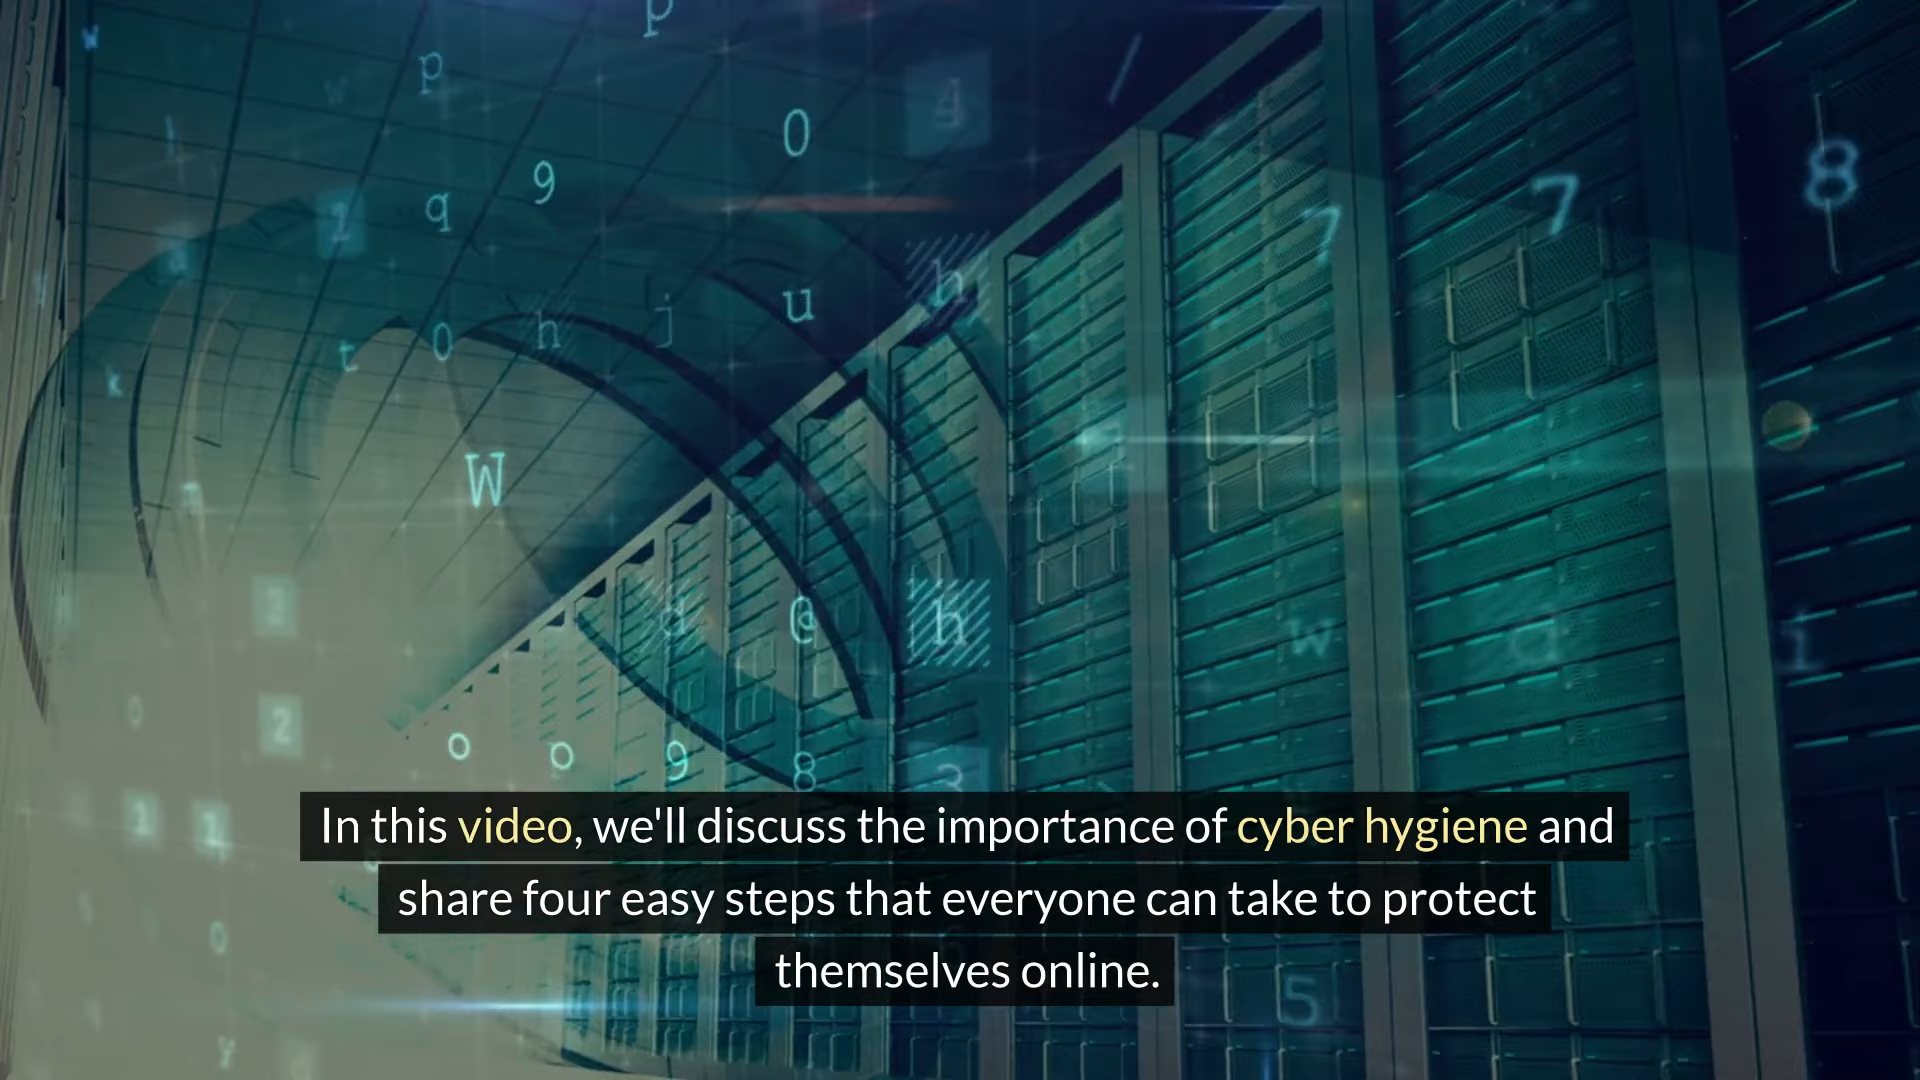 In this video, we'll discuss the importance of cyber hygiene and
share four easy steps that everyone can take to protect
themselves online.